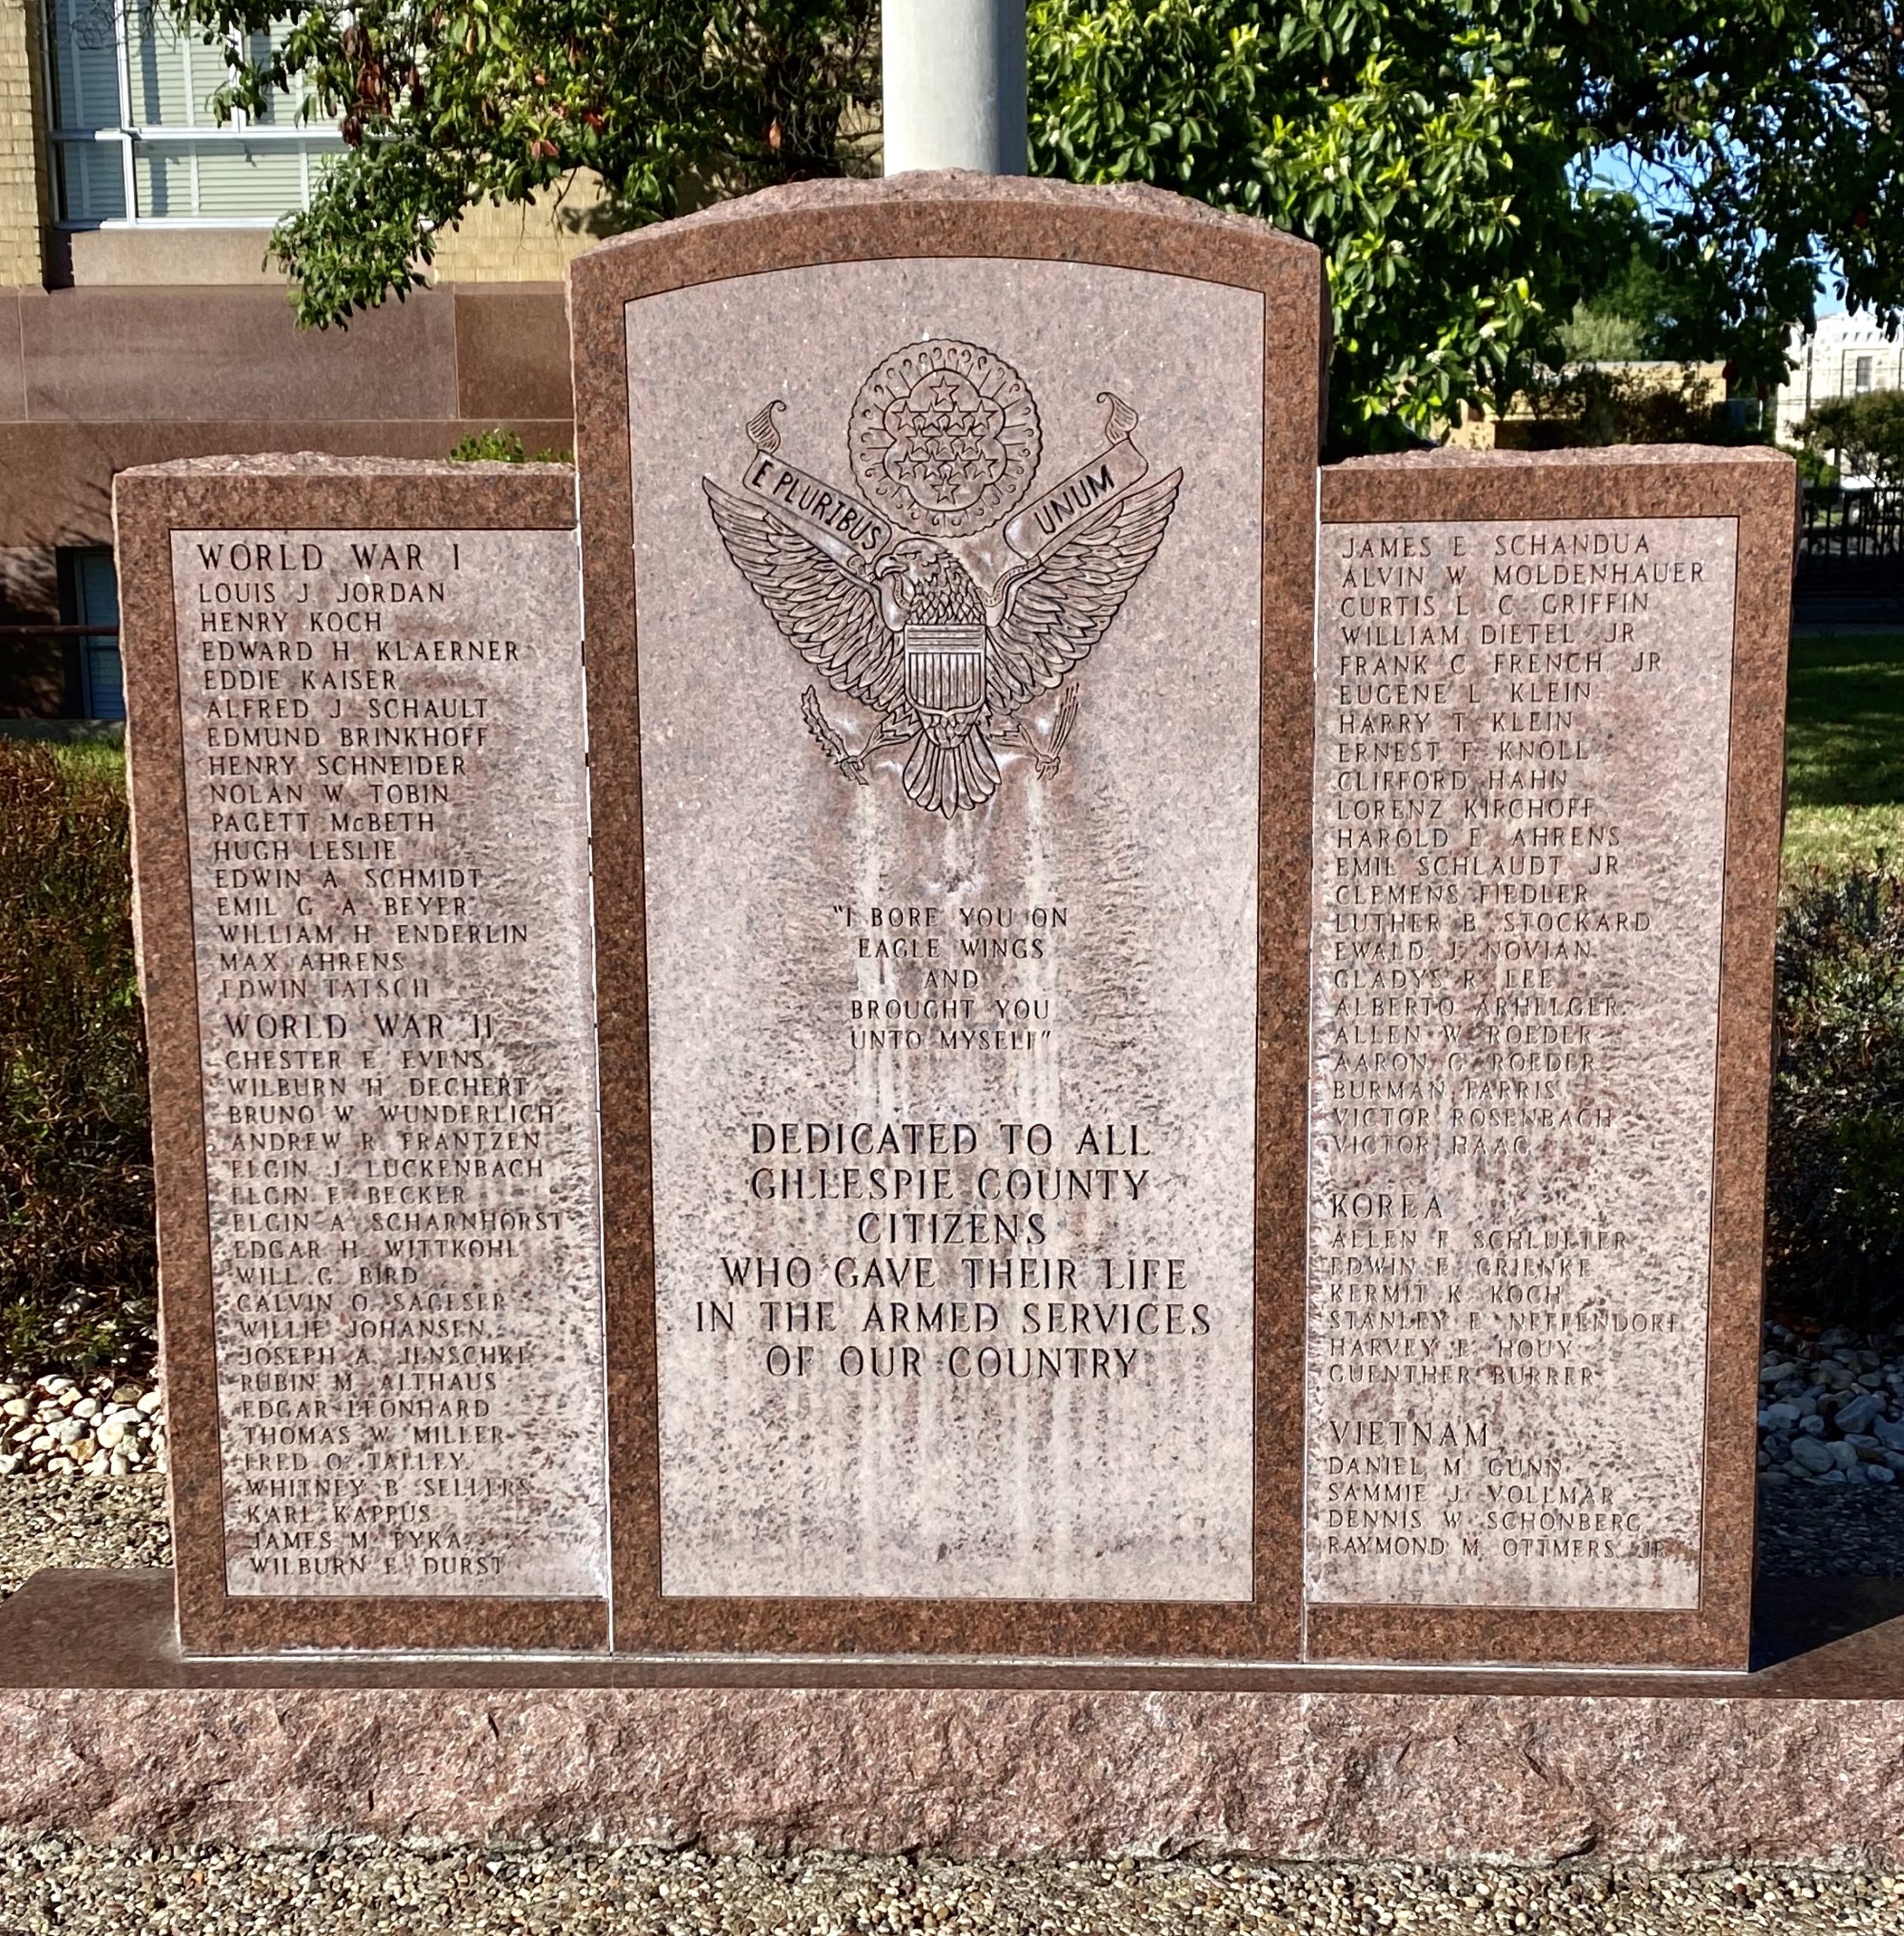 WORLD WAR I
LOUIS J JORDAN
HENRY KOCH
EDWARD H KLAERNER
EDDIE KAISER
ALFRED J SCHAULT
EDMUND BRINKHOFF
HENRY SCHNEIDER
NOLAN W TOBIN
PAGETT McBETH
HUGH LESLIE
EDWIN A SCHMIDT
EMIL G A BEYER
WILLIAM H ENDERLIN
MAX AHRENS
EDWIN TATSCH
WORLD WAR II
CHESTER E EVENS
WILBURN H DECHERT
BRUNO W WUNDERLICH
ANDREW R FRANTZEN
ELGIN J LUCKENBACH
ELGIN F BECKER
ELGIN A SCHARNHORST
EDGAR H WITTKOHL
WILL G BIRD
CALVIN O SAGESER
WILLIE JOHANSEN
JOSEPH A JENSCHKE
RUBIN M ALTHAUS
EDGAR LEONHARD
THOMAS W MILLER
FRED O TALLEY
WHITNEY B SELLERS
KARL KAPPUS
JAMES M PYKA
WILBURN E DURST
E PLURIBUS UNUM
"I BORE YOU ON
EAGLE WINGS
AND
BROUGHT YOU
UNTO MYSELF"
DEDICATED TO ALL
GILLESPIE COUNTY
CITIZENS
WHO GAVE THEIR LIFE
IN THE ARMED SERVICES
OF OUR COUNTRY
JAMES E SCHANDUA
ALVIN W MOLDENHAUER
CURTIS L C GRIFFIN
WILLIAM DIETEL JR
FRANK C FRENCH JR
EUGENE L KLEIN
HARRY T KLEIN
ERNEST F KNOLL
CLIFFORD HAHN
LORENZ KIRCHOFF
HAROLD E AHRENS
EMIL SCHLAUDT JR
CLEMENS FIEDLER
LUTHER B STOCKARD
EWALD J NOVIAN
GLADYS R LEE
ALBERTO ARHELGER
ALLEN W ROEDER
AARON G ROEDER
BURMAN FARRIS
VICTOR ROSENBACH
VICTOR HAAG
KOREA
ALLEN F SCHLUETER
EDWIN E GRIENKE
KERMIT K KOCH
STANLEY E NEFFENDORF
HARVEY E HOUY
GUENTHER BURRER
VIETNAM
DANIEL M GUNN
SAMMIE J VOLLMAR
DENNIS W SCHONBERG
RAYMOND M OTTMERS JR